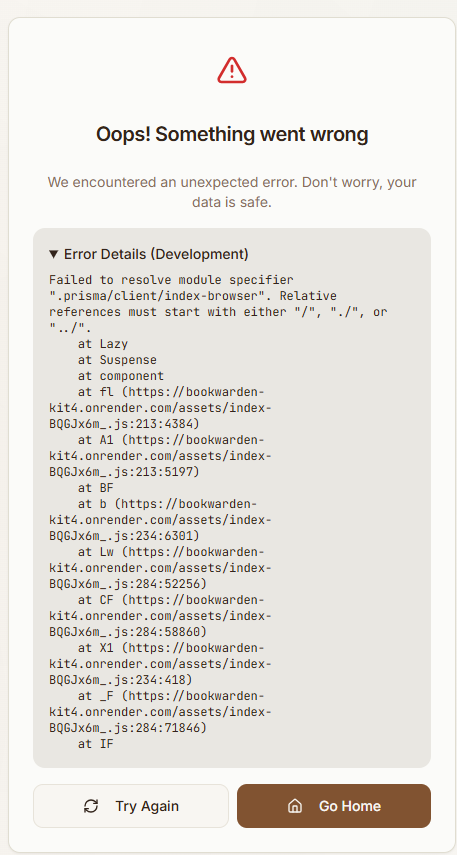 Oops! Something went wrong
We encountered an unexpected error. Don't worry, your
data is safe.
▼ Error Details (Development)
Failed to resolve module specifier
".prisma/client/index-browser". Relative
references must start with either "/", "./", or
"../".
at Lazy
at Suspense
at component
at fl (https://bookwarden-
kit4.onrender.com/assets/index-
BQGJx6m_.js:213:4384)
at A1 (https://bookwarden-
kit4.onrender.com/assets/index-
BQGJx6m_.js:213:5197)
at BF
at b (https://bookwarden-
kit4.onrender.com/assets/index-
BQGJx6m_.js:234:6301)
at Lw (https://bookwarden-
kit4.onrender.com/assets/index-
BQGJx6m_.js:284:52256)
at CF (https://bookwarden-
kit4.onrender.com/assets/index-
BQGJx6m_.js:284:58860)
at X1 (https://bookwarden-
kit4.onrender.com/assets/index-
BQGJx6m_.js:234:418)
at _F (https://bookwarden-
kit4.onrender.com/assets/index-
BQGJx6m_.js:284:71846)
at IF
Try Again
Go Home